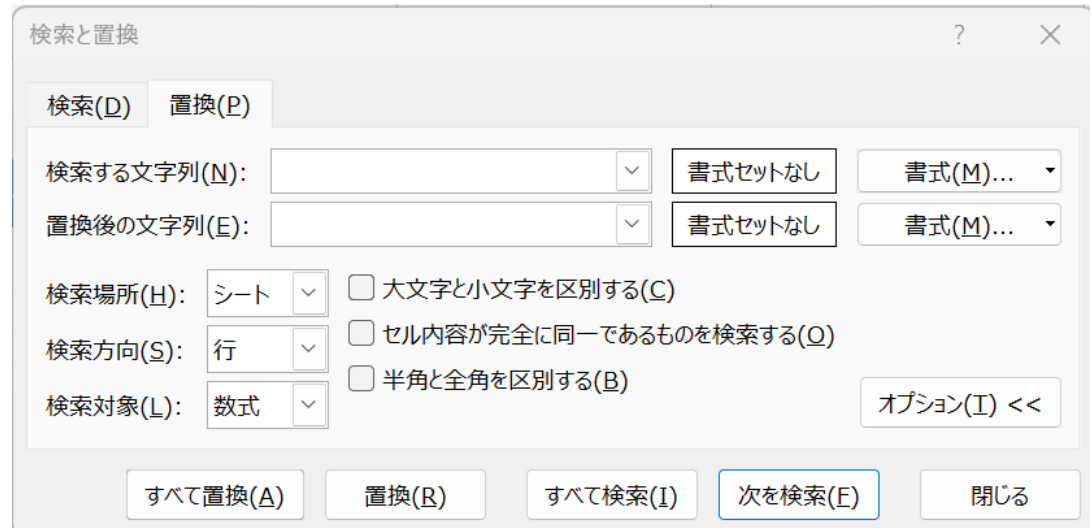 検索と置換 ?
検索(D) 置換(P)
検索する文字列(N): 書式セットなし 書式(M)...
置換後の文字列(E): 書式セットなし 書式(M)...
検索場所(H): シート 大文字と小文字を区別する(C)
検索方向(S): 行 セル内容が完全に同一であるものを検索する(O)
検索対象(L): 数式 半角と全角を区別する(B)
オプション(T) <<
すべて置換(A) 置換(R) すべて検索(I) 次を検索(F) 閉じる